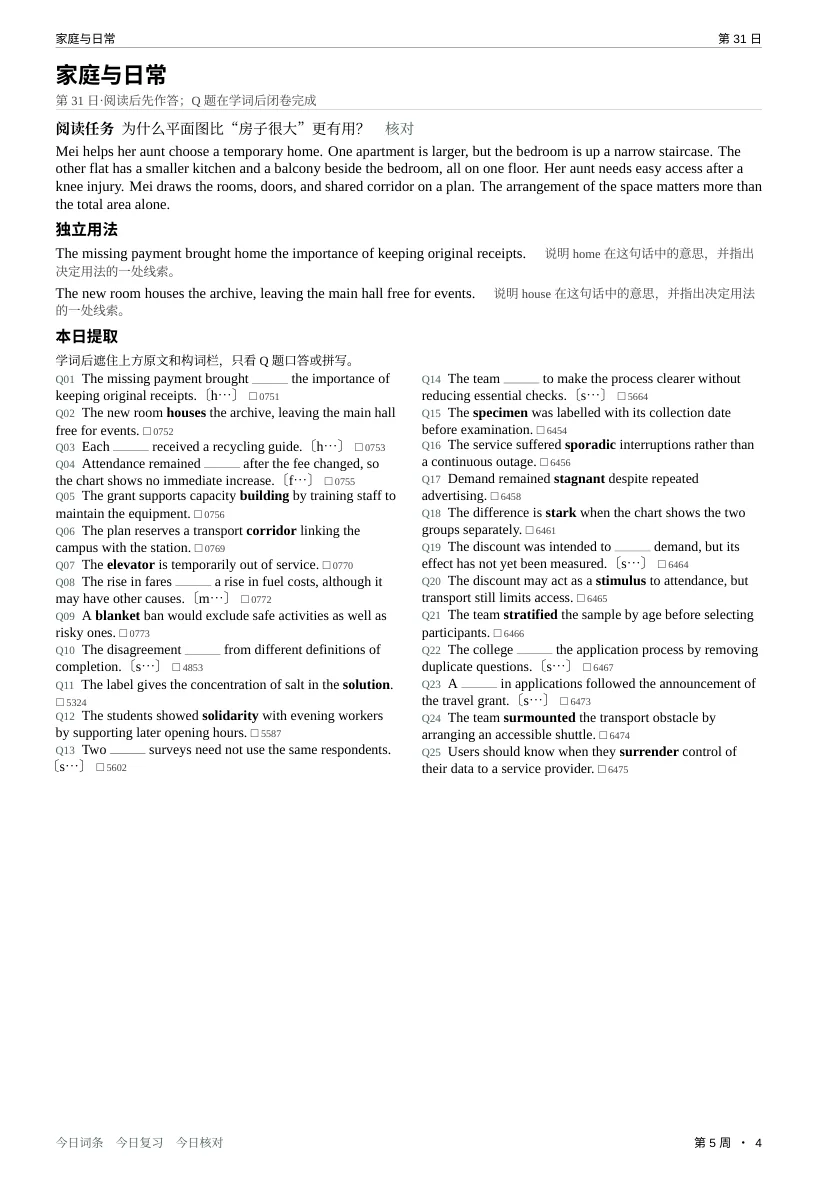 家庭与日常
第 31 日
家庭与日常
第 31 日·阅读后先作答；Q 题在学词后闭卷完成
阅读任务 为什么平面图比“房子很大”更有用？ 核对
Mei helps her aunt choose a temporary home. One apartment is larger, but the bedroom is up a narrow staircase. The
other flat has a smaller kitchen and a balcony beside the bedroom, all on one floor. Her aunt needs easy access after a
knee injury. Mei draws the rooms, doors, and shared corridor on a plan. The arrangement of the space matters more than
the total area alone.
独立用法
The missing payment brought home the importance of keeping original receipts. 说明 home 在这句话中的意思，并指出
决定用法的一处线索。
The new room houses the archive, leaving the main hall free for events. 说明 house 在这句话中的意思，并指出决定用法
的一处线索。
本日提取
学词后遮住上方原文和构词栏，只看 Q 题口答或拼写。
Q01 The missing payment brought _____ the importance of
keeping original receipts.〔h···〕 □ 0751
Q02 The new room houses the archive, leaving the main hall
free for events. □ 0752
Q03 Each _____ received a recycling guide.〔h···〕 □ 0753
Q04 Attendance remained _____ after the fee changed, so
the chart shows no immediate increase.〔f···〕 □ 0755
Q05 The grant supports capacity building by training staff to
maintain the equipment. □ 0756
Q06 The plan reserves a transport corridor linking the
campus with the station. □ 0769
Q07 The elevator is temporarily out of service. □ 0770
Q08 The rise in fares _____ a rise in fuel costs, although it
may have other causes.〔m···〕 □ 0772
Q09 A blanket ban would exclude safe activities as well as
risky ones. □ 0773
Q10 The disagreement _____ from different definitions of
completion.〔s···〕 □ 4853
Q11 The label gives the concentration of salt in the solution.
□ 5324
Q12 The students showed solidarity with evening workers
by supporting later opening hours. □ 5587
Q13 Two _____ surveys need not use the same respondents.
〔s···〕 □ 5602
Q14 The team _____ to make the process clearer without
reducing essential checks.〔s···〕 □ 5664
Q15 The specimen was labelled with its collection date
before examination. □ 6454
Q16 The service suffered sporadic interruptions rather than
a continuous outage. □ 6456
Q17 Demand remained stagnant despite repeated
advertising. □ 6458
Q18 The difference is stark when the chart shows the two
groups separately. □ 6461
Q19 The discount was intended to _____ demand, but its
effect has not yet been measured.〔s···〕 □ 6464
Q20 The discount may act as a stimulus to attendance, but
transport still limits access. □ 6465
Q21 The team stratified the sample by age before selecting
participants. □ 6466
Q22 The college _____ the application process by removing
duplicate questions.〔s···〕 □ 6467
Q23 A _____ in applications followed the announcement of
the travel grant.〔s···〕 □ 6473
Q24 The team surmounted the transport obstacle by
arranging an accessible shuttle. □ 6474
Q25 Users should know when they surrender control of
their data to a service provider. □ 6475
今日词条 今日复习 今日核对
第 5 周 · 4